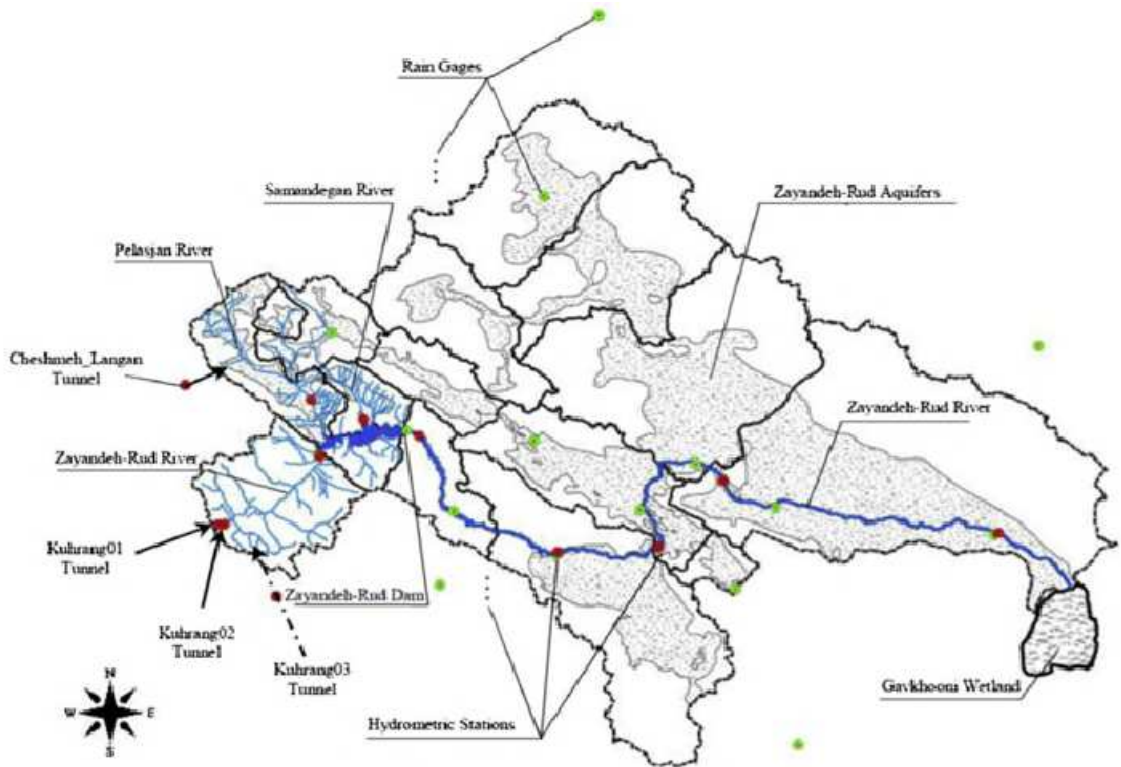 Rain Gages
Samandegan River
Zayandeh-Rud Aquifers
Pelasjan River
Cheshmeh_Langan
Tunnel
Zayandeh-Rud River
Zayandeh-Rud River
Kuhrang01
Tunnel
Zayandeh-Rud Dam
Kuhrang02
Tunnel
Kuhrang03
Tunnel
Gavkhooni Wetland
Hydrometric Stations
N
W
E
S